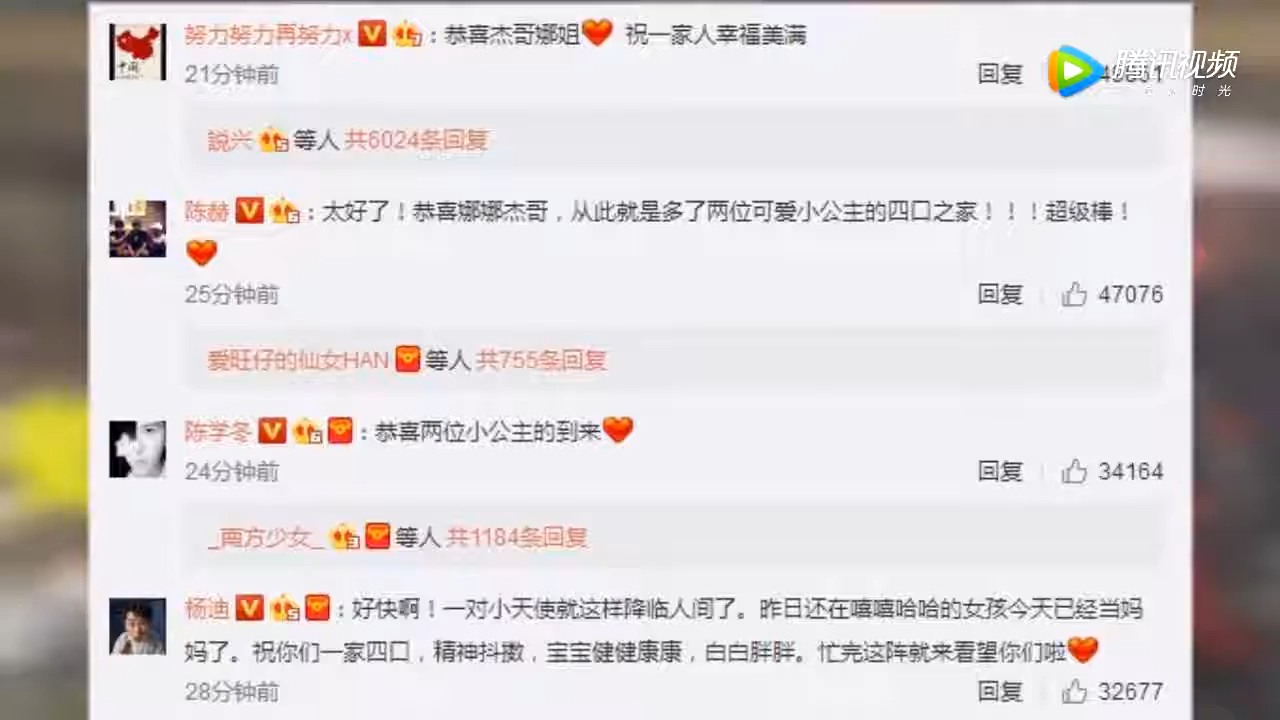 努力努力再努力x : 恭喜杰哥娜姐 祝一家人幸福美满
21分钟前
回复
腾讯视频
時光
説兴 等人 共6024条回复
陈赫 : 太好了！恭喜娜娜杰哥，从此就是多了两位可爱小公主的四口之家！！！超级棒！
25分钟前
回复 47076
爱旺仔的仙女HAN 等人 共755条回复
陈学冬 : 恭喜两位小公主的到来
24分钟前
回复 34164
_南方少女_ 等人 共1184条回复
杨迪 : 好快啊！一对小天使就这样降临人间了。昨日还在嘻嘻哈哈的女孩今天已经当妈
妈了。祝你们一家四口，精神抖擞，宝宝健健康康，白白胖胖。忙完这阵就来看望你们啦
28分钟前
回复 32677